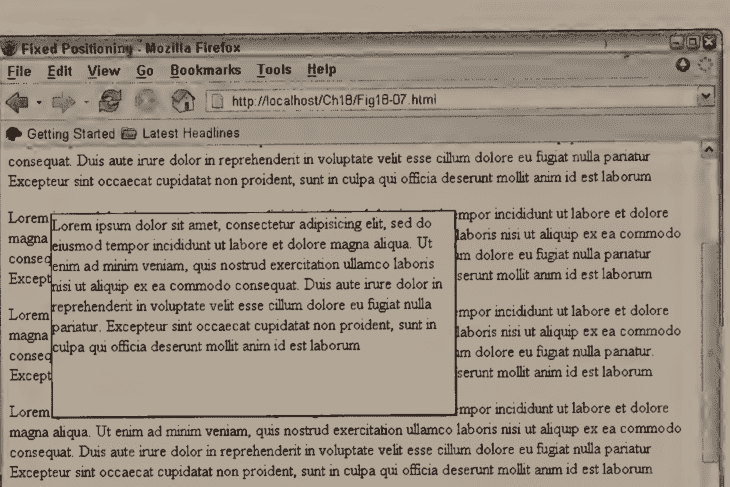 Fixed Positioning - Mozilla Firefox
File Edit View Go Bookmarks Tools Help
http://localhost/Ch18/Fig18-07.html
Getting Started Latest Headlines
consequat. Duis aute irure dolor in reprehenderit in voluptate velit esse cillum dolore eu fugiat nulla pariatur
Excepteur sint occaecat cupidatat non proident, sunt in culpa qui officia deserunt mollit anim id est laborum
Lorem mpor incididunt ut labore et dolore
magna laboris nisi ut aliquip ex ea commodo
conseq m dolore eu fugiat nulla pariatur
Except serunt mollit anim id est laborum
Lorem ipsum dolor sit amet, consectetur adipisicing elit, sed do
eiusmod tempor incididunt ut labore et dolore magna aliqua. Ut
enim ad minim veniam, quis nostrud exercitation ullamco laboris
nisi ut aliquip ex ea commodo consequat. Duis aute irure dolor in
reprehenderit in voluptate velit esse cillum dolore eu fugiat nulla
pariatur. Excepteur sint occaecat cupidatat non proident, sunt in
culpa qui officia deserunt mollit anim id est laborum
Lorem mpor incididunt ut labore et dolore
magna laboris nisi ut aliquip ex ea commodo
conseq m dolore eu fugiat nulla pariatur.
Except serunt mollit anim id est laborum
Lorem mpor incididunt ut labore et dolore
magna aliqua. Ut enim ad minim veniam, quis nostrud exercitation ullamco laboris nisi ut aliquip ex ea commodo
consequat. Duis aute irure dolor in reprehenderit in voluptate velit esse cillum dolore eu fugiat nulla pariatur
Excepteur sint occaecat cupidatat non proident, sunt in culpa qui officia deserunt mollit anim id est laborum